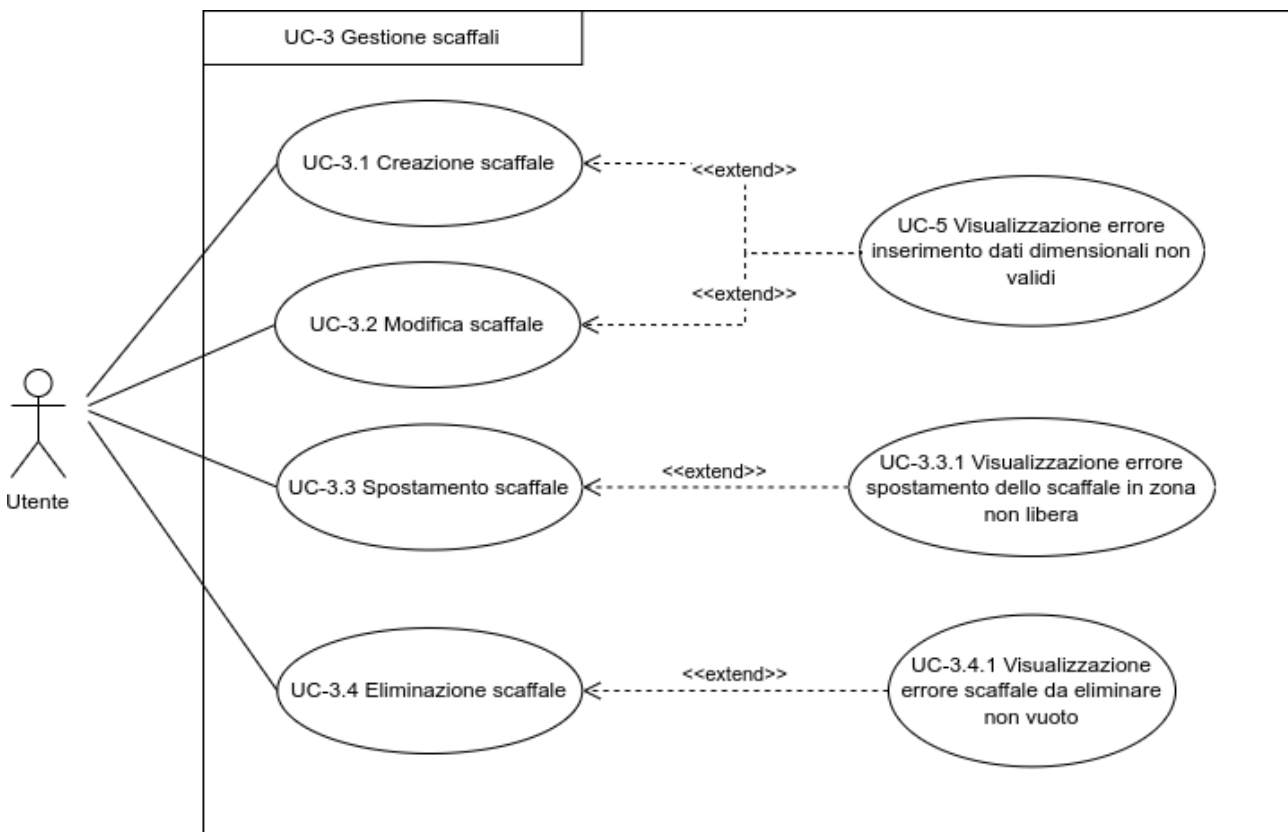 UC-3 Gestione scaffali
UC-3.1 Creazione scaffale
<<extend>>
UC-5 Visualizzazione errore
inserimento dati dimensionali non
validi
<<extend>>
UC-3.2 Modifica scaffale
Utente
UC-3.3 Spostamento scaffale
<<extend>>
UC-3.3.1 Visualizzazione errore
spostamento dello scaffale in zona
non libera
UC-3.4 Eliminazione scaffale
<<extend>>
UC-3.4.1 Visualizzazione
errore scaffale da eliminare
non vuoto